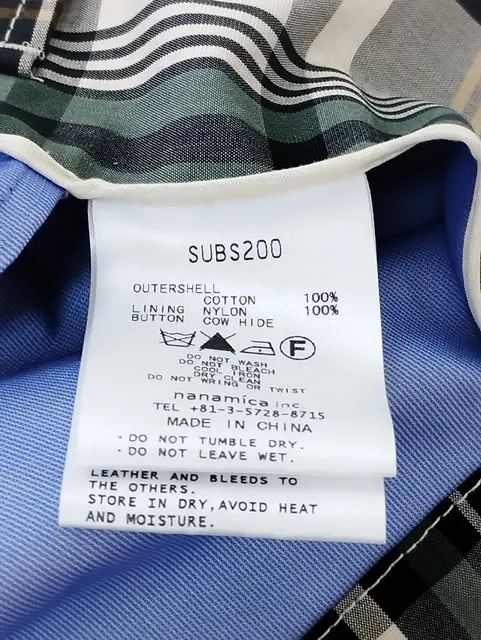 SUBS200
OUTERSHELL
COTTON 100%
LINING NYLON 100%
BUTTON COW HIDE
F
DO NOT WASH
DO NOT BLEACH
COOL IRON
DRY CLEAN
DO NOT WRING OR TWIST
nanamica inc.
TEL +81-3-5728-8715
MADE IN CHINA
·DO NOT TUMBLE DRY.
·DO NOT LEAVE WET.
LEATHER AND BLEEDS TO
THE OTHERS.
STORE IN DRY,AVOID HEAT
AND MOISTURE.